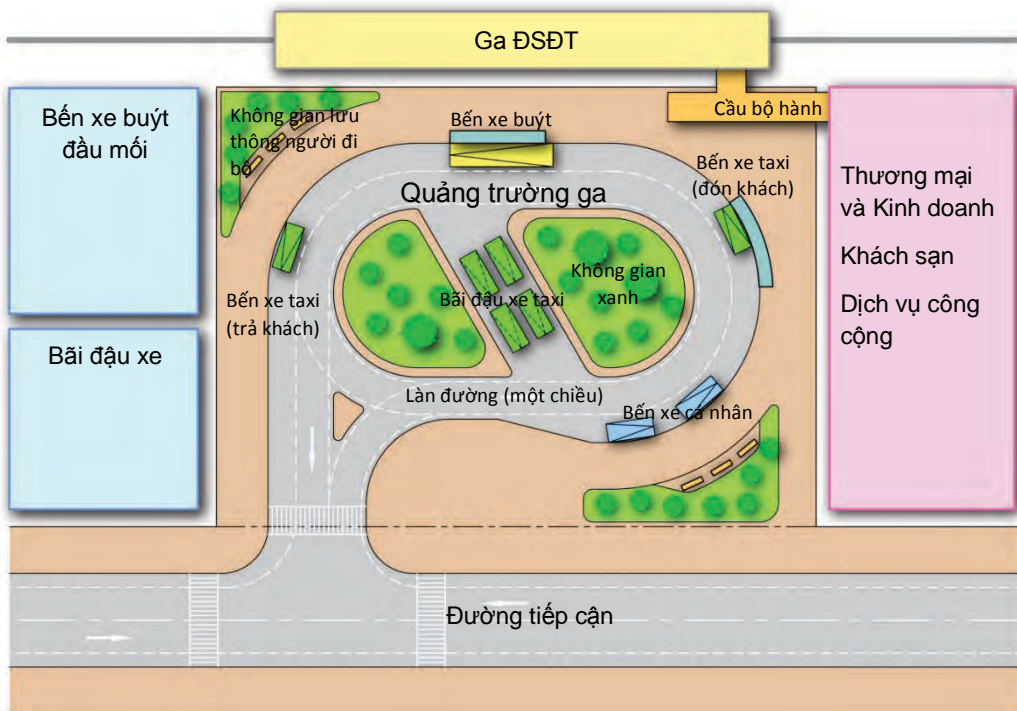 Ga ĐSĐT
Bến xe buýt
đầu mối
Không gian lưu
thông người đi
bộ
Bến xe buýt
Cầu bộ hành
Bến xe taxi
(đón khách)
Quảng trường ga
Thương mại
và Kinh doanh
Khách sạn
Dịch vụ công
cộng
Không gian
xanh
Bãi đậu xe taxi
Bến xe taxi
(trả khách)
Bãi đậu xe
Làn đường (một chiều)
Bến xe cá nhân
Đường tiếp cận